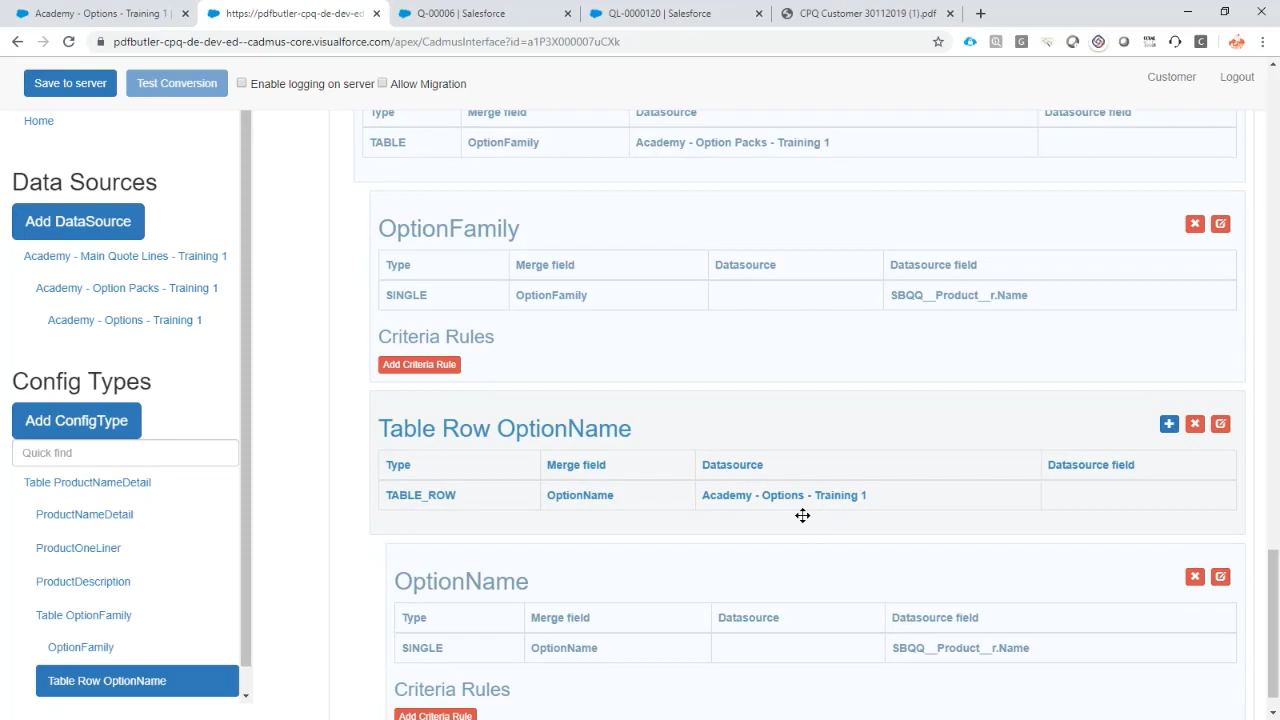 Academy - Options - Training 1 |
https://pdfbutler-cpq-de-dev-ed
Q-00006 | Salesforce
QL-0000120 | Salesforce
CPQ Customer 30112019 (1).pdf
pdfbutler-cpq-de-dev-ed--cadmus-core.visualforce.com/apex/CadmusInterface?id=a1P3X000007uCXk
Save to server
Test Conversion
Enable logging on server
Allow Migration
Customer
Logout
Home
Data Sources
Add DataSource
Academy - Main Quote Lines - Training 1
Academy - Option Packs - Training 1
Academy - Options - Training 1
Config Types
Add ConfigType
Quick find
Table ProductNameDetail
ProductNameDetail
ProductOneLiner
ProductDescription
Table OptionFamily
OptionFamily
Table Row OptionName
Type Merge field Datasource Datasource field
TABLE OptionFamily Academy - Option Packs - Training 1
OptionFamily
Type Merge field Datasource Datasource field
SINGLE OptionFamily SBQQ__Product__r.Name
Criteria Rules
Add Criteria Rule
Table Row OptionName
Type Merge field Datasource Datasource field
TABLE_ROW OptionName Academy - Options - Training 1
OptionName
Type Merge field Datasource Datasource field
SINGLE OptionName SBQQ__Product__r.Name
Criteria Rules
Add Criteria Rule